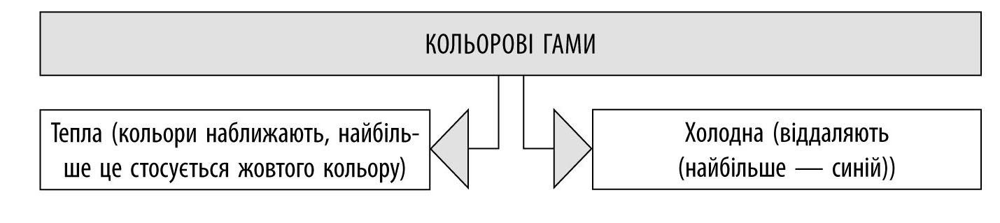 КОЛЬОРОВІ ГАМИ
Тепла (кольори наближають, найбіль-
ше це стосується жовтого кольору)
Холодна (віддаляють
(найбільше — синій))